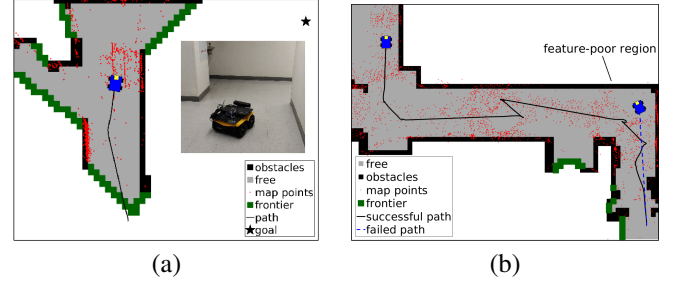 obstacles
free
map points
frontier
path
goal
feature-poor region
free
obstacles
map points
frontier
successful path
failed path
(a)
(b)